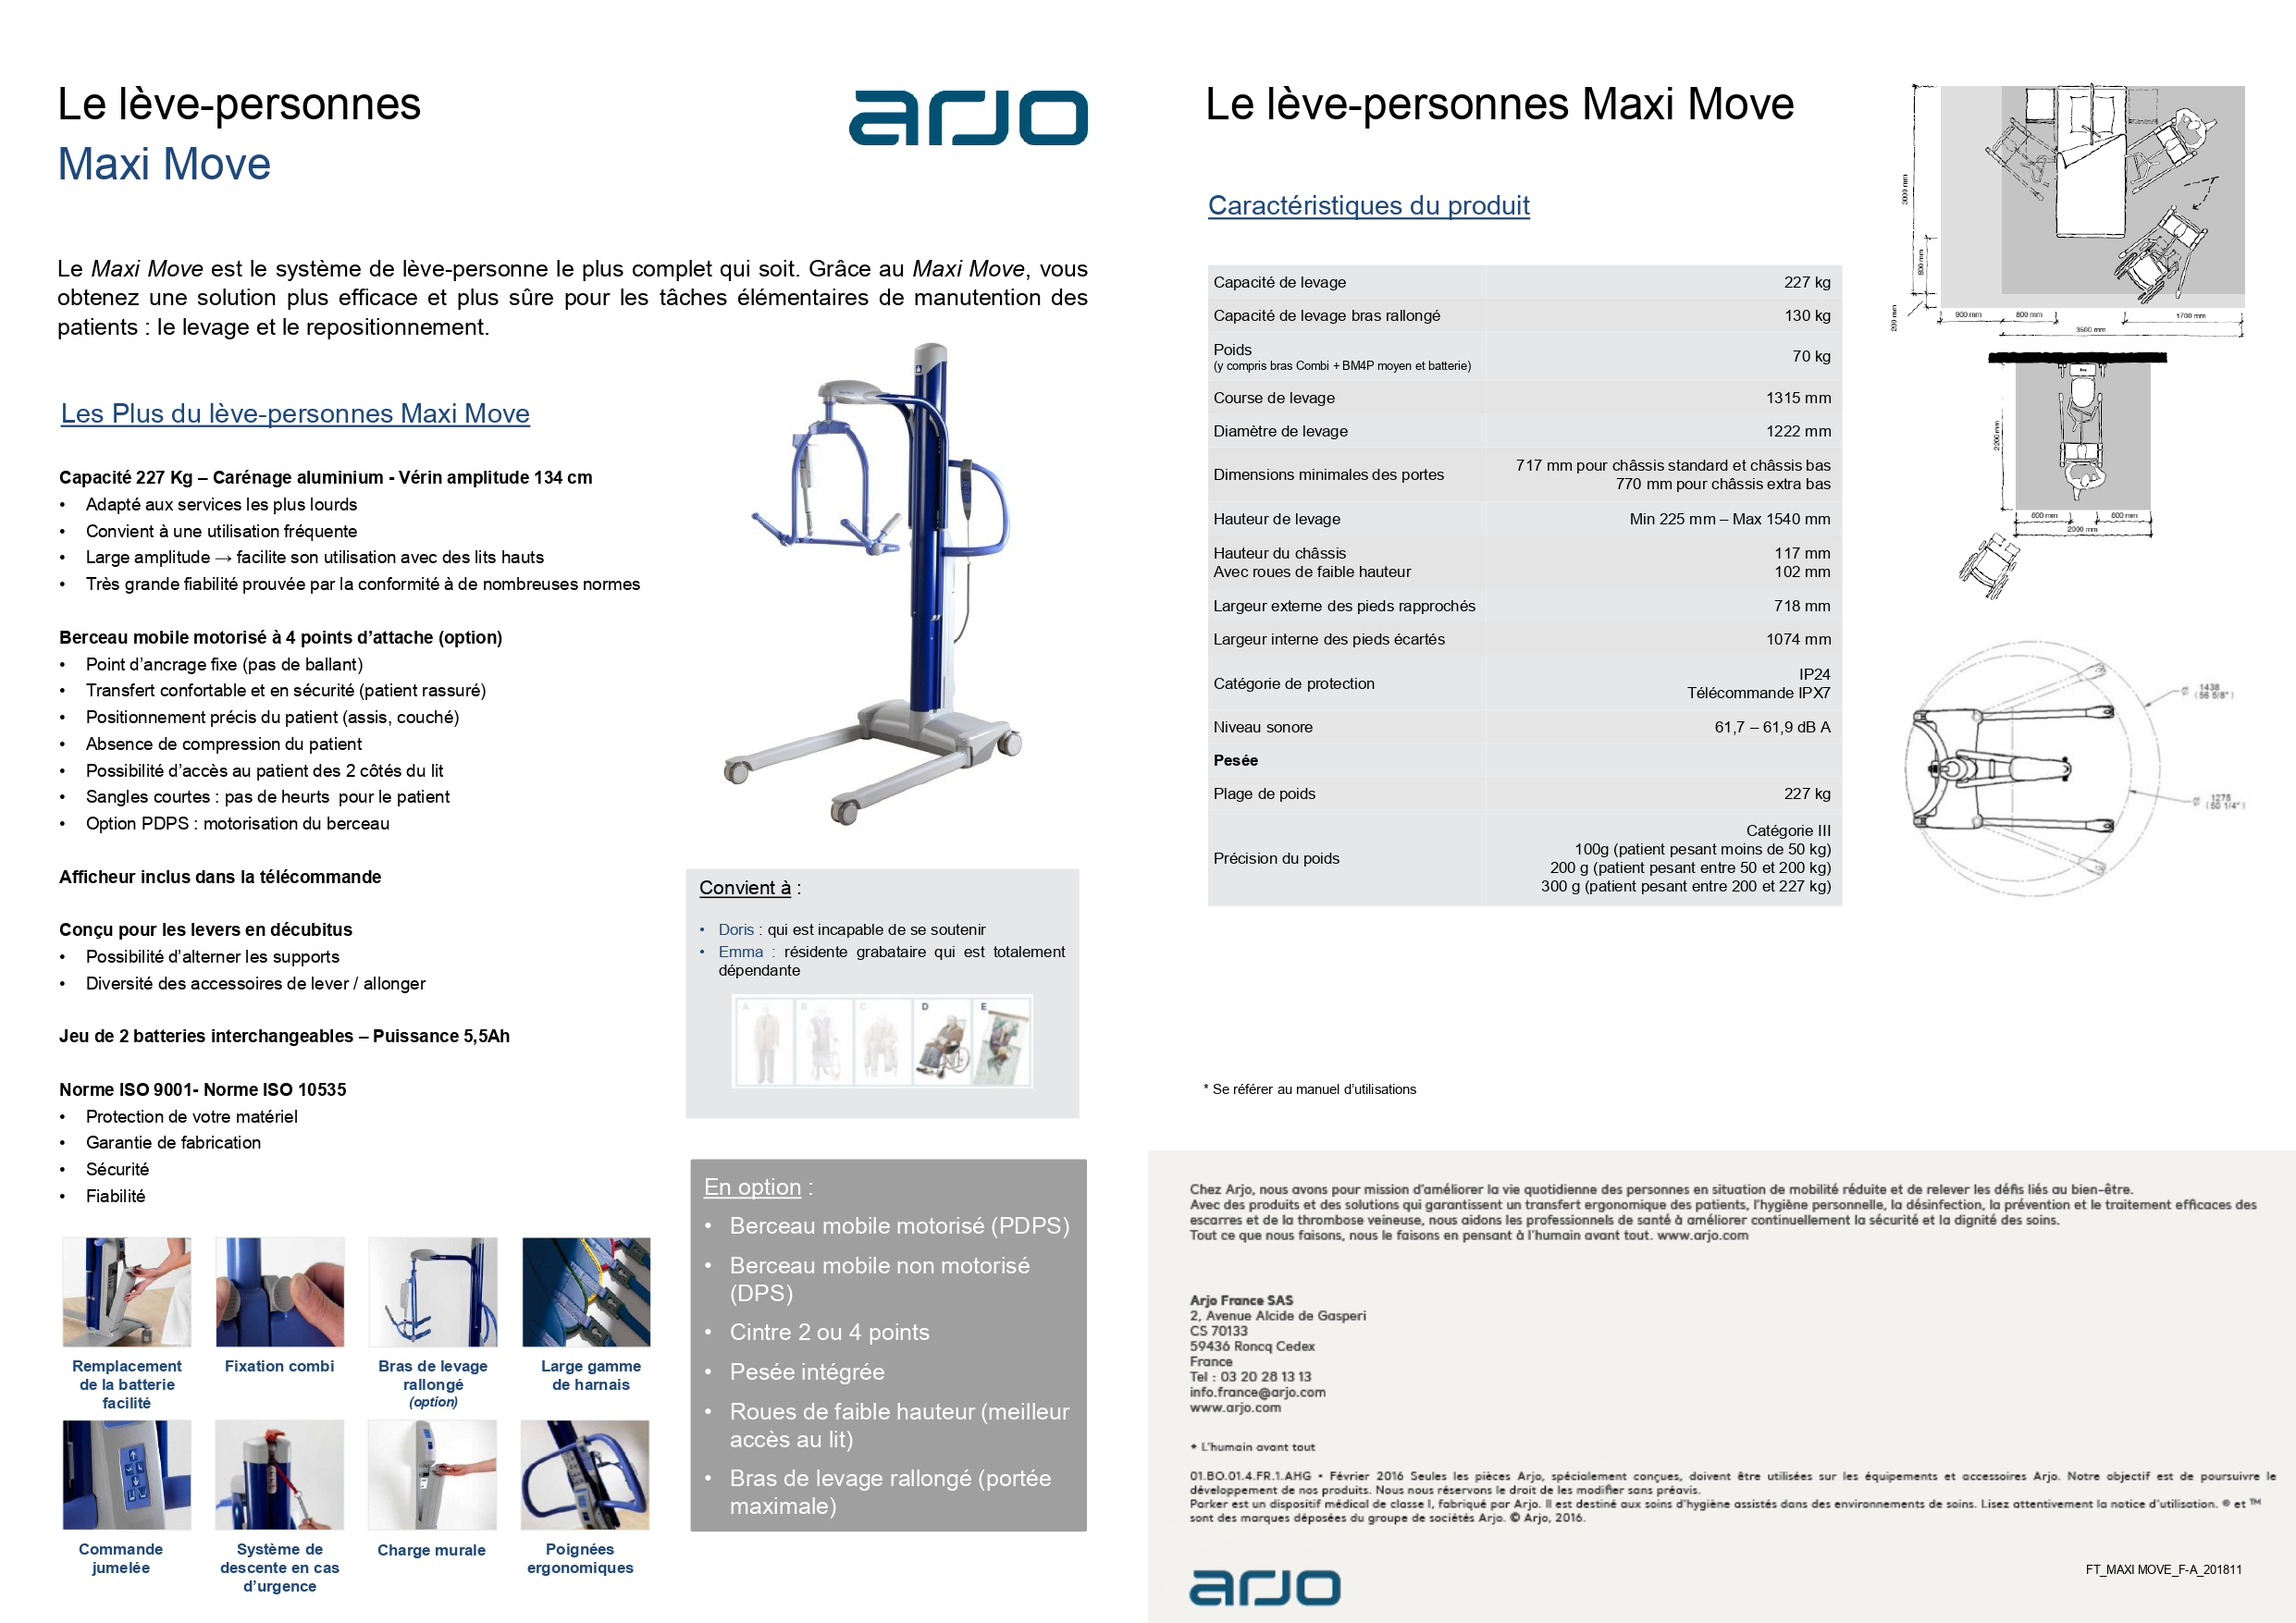 Le lève-personnes
Maxi Move
arjo
Le Maxi Move est le système de lève-personne le plus complet qui soit. Grâce au Maxi Move, vous
obtenez une solution plus efficace et plus sûre pour les tâches élémentaires de manutention des
patients : le levage et le repositionnement.
Les Plus du lève-personnes Maxi Move
Capacité 227 Kg – Carénage aluminium - Vérin amplitude 134 cm
• Adapté aux services les plus lourds
• Convient à une utilisation fréquente
• Large amplitude → facilite son utilisation avec des lits hauts
• Très grande fiabilité prouvée par la conformité à de nombreuses normes
Berceau mobile motorisé à 4 points d’attache (option)
• Point d’ancrage fixe (pas de ballant)
• Transfert confortable et en sécurité (patient rassuré)
• Positionnement précis du patient (assis, couché)
• Absence de compression du patient
• Possibilité d’accès au patient des 2 côtés du lit
• Sangles courtes : pas de heurts pour le patient
• Option PDPS : motorisation du berceau
Afficheur inclus dans la télécommande
Conçu pour les levers en décubitus
• Possibilité d’alterner les supports
• Diversité des accessoires de lever / allonger
Jeu de 2 batteries interchangeables – Puissance 5,5Ah
Norme ISO 9001- Norme ISO 10535
• Protection de votre matériel
• Garantie de fabrication
• Sécurité
• Fiabilité
Remplacement
de la batterie
facilité
Fixation combi
Bras de levage
rallongé
(option)
Large gamme
de harnais
Commande
jumelée
Système de
descente en cas
d’urgence
Charge murale
Poignées
ergonomiques
Convient à :
• Doris : qui est incapable de se soutenir
• Emma : résidente grabataire qui est totalement
dépendante
A B C D E
En option :
• Berceau mobile motorisé (PDPS)
• Berceau mobile non motorisé
(DPS)
• Cintre 2 ou 4 points
• Pesée intégrée
• Roues de faible hauteur (meilleur
accès au lit)
• Bras de levage rallongé (portée
maximale)
Le lève-personnes Maxi Move
Caractéristiques du produit
Capacité de levage 227 kg
Capacité de levage bras rallongé 130 kg
Poids
(y compris bras Combi + BM4P moyen et batterie) 70 kg
Course de levage 1315 mm
Diamètre de levage 1222 mm
Dimensions minimales des portes 717 mm pour châssis standard et châssis bas
770 mm pour châssis extra bas
Hauteur de levage Min 225 mm – Max 1540 mm
Hauteur du châssis 117 mm
Avec roues de faible hauteur 102 mm
Largeur externe des pieds rapprochés 718 mm
Largeur interne des pieds écartés 1074 mm
Catégorie de protection IP24
Télécommande IPX7
Niveau sonore 61,7 – 61,9 dB A
Pesée
Plage de poids 227 kg
Précision du poids Catégorie III
100g (patient pesant moins de 50 kg)
200 g (patient pesant entre 50 et 200 kg)
300 g (patient pesant entre 200 et 227 kg)
3000 mm
800 mm
200 mm
900 mm 800 mm 1700 mm
3500 mm
2200 mm
600 mm 600 mm
2000 mm
Ø 1438
(56 5/8")
Ø 1275
(50 1/4")
* Se référer au manuel d’utilisations
Chez Arjo, nous avons pour mission d’améliorer la vie quotidienne des personnes en situation de mobilité réduite et de relever les défis liés au bien-être.
Avec des produits et des solutions qui garantissent un transfert ergonomique des patients, l’hygiène personnelle, la désinfection, la prévention et le traitement efficaces des
escarres et de la thrombose veineuse, nous aidons les professionnels de santé à améliorer continuellement la sécurité et la dignité des soins.
Tout ce que nous faisons, nous le faisons en pensant à l’humain avant tout. www.arjo.com
Arjo France SAS
2, Avenue Alcide de Gasperi
CS 70133
59436 Roncq Cedex
France
Tel : 03 20 28 13 13
info.france@arjo.com
www.arjo.com
* L’humain avant tout
01.BO.01.4.FR.1.AHG • Février 2016 Seules les pièces Arjo, spécialement conçues, doivent être utilisées sur les équipements et accessoires Arjo. Notre objectif est de poursuivre le
développement de nos produits. Nous nous réservons le droit de les modifier sans préavis.
Parker est un dispositif médical de classe I, fabriqué par Arjo. Il est destiné aux soins d’hygiène assistés dans des environnements de soins. Lisez attentivement la notice d’utilisation. ® et ™
sont des marques déposées du groupe de sociétés Arjo. © Arjo, 2016.
arjo
FT_MAXI MOVE_F-A_201811